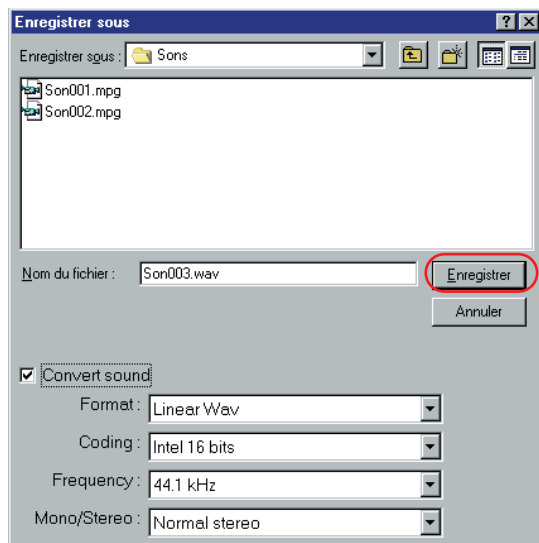 Enregistrer sous
Enregistrer sous : Sons
Son001.mpg
Son002.mpg
Nom du fichier : Son003.wav Enregistrer
Annuler
Convert sound
Format : Linear Wav
Coding : Intel 16 bits
Frequency : 44.1 kHz
Mono/Stereo : Normal stereo